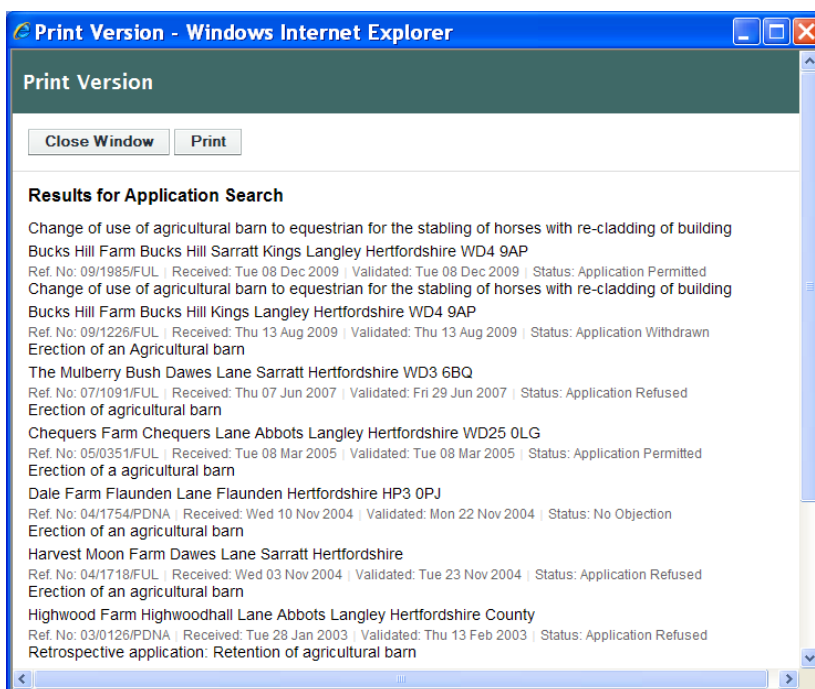 Print Version - Windows Internet Explorer
Print Version
Close Window Print
Results for Application Search
Change of use of agricultural barn to equestrian for the stabling of horses with re-cladding of building
Bucks Hill Farm Bucks Hill Sarratt Kings Langley Hertfordshire WD4 9AP
Ref. No: 09/1985/FUL | Received: Tue 08 Dec 2009 | Validated: Tue 08 Dec 2009 | Status: Application Permitted
Change of use of agricultural barn to equestrian for the stabling of horses with re-cladding of building
Bucks Hill Farm Bucks Hill Kings Langley Hertfordshire WD4 9AP
Ref. No: 09/1226/FUL | Received: Thu 13 Aug 2009 | Validated: Thu 13 Aug 2009 | Status: Application Withdrawn
Erection of an Agricultural barn
The Mulberry Bush Dawes Lane Sarratt Hertfordshire WD3 6BQ
Ref. No: 07/1091/FUL | Received: Thu 07 Jun 2007 | Validated: Fri 29 Jun 2007 | Status: Application Refused
Erection of agricultural barn
Chequers Farm Chequers Lane Abbots Langley Hertfordshire WD25 0LG
Ref. No: 05/0351/FUL | Received: Tue 08 Mar 2005 | Validated: Tue 08 Mar 2005 | Status: Application Permitted
Erection of a agricultural barn
Dale Farm Flaunden Lane Flaunden Hertfordshire HP3 0PJ
Ref. No: 04/1754/PDNA | Received: Wed 10 Nov 2004 | Validated: Mon 22 Nov 2004 | Status: No Objection
Erection of an agricultural barn
Harvest Moon Farm Dawes Lane Sarratt Hertfordshire
Ref. No: 04/1718/FUL | Received: Wed 03 Nov 2004 | Validated: Tue 23 Nov 2004 | Status: Application Refused
Erection of an agricultural barn
Highwood Farm Highwoodhall Lane Abbots Langley Hertfordshire County
Ref. No: 03/0126/PDNA | Received: Tue 28 Jan 2003 | Validated: Thu 13 Feb 2003 | Status: Application Refused
Retrospective application: Retention of agricultural barn